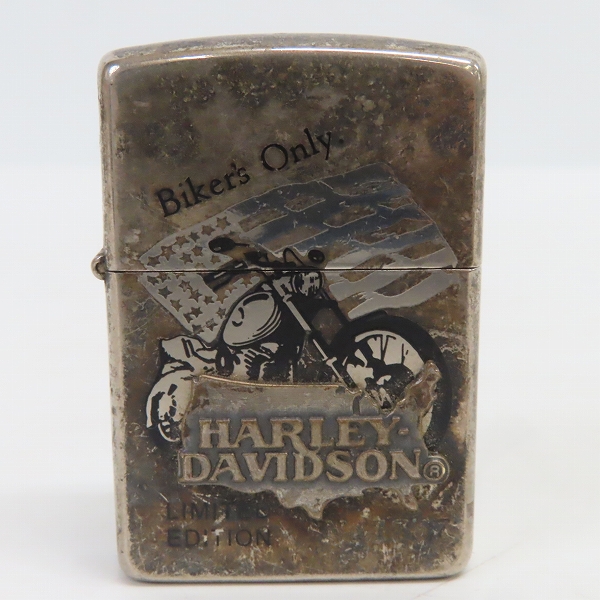 Biker's Only.
HARLEY-
DAVIDSON®
LIMITED
EDITION